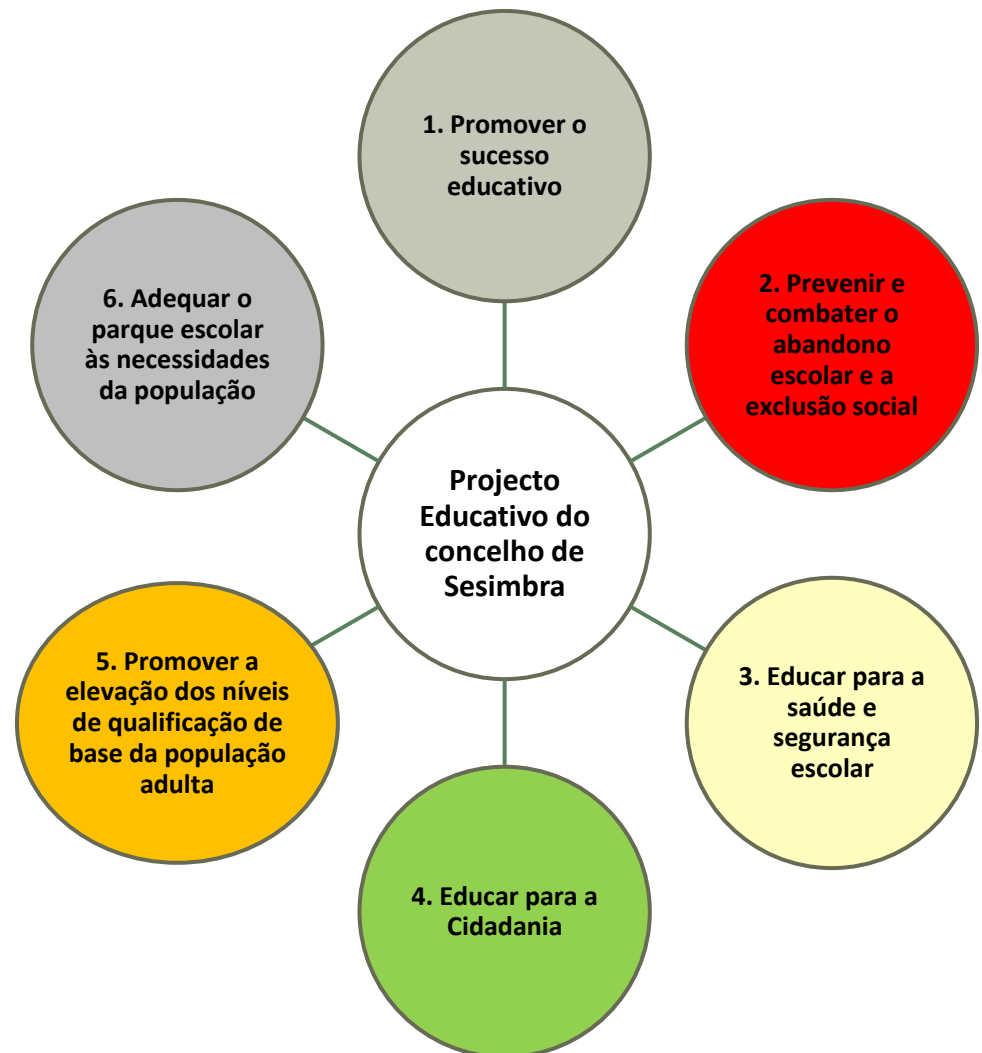 1. Promover o
sucesso
educativo
2. Prevenir e
combater o
abandono
escolar e a
exclusão social
3. Educar para a
saúde e
segurança
escolar
4. Educar para a
Cidadania
5. Promover a
elevação dos níveis
de qualificação de
base da população
adulta
6. Adequar o
parque escolar
às necessidades
da população
Projecto
Educativo do
concelho de
Sesimbra